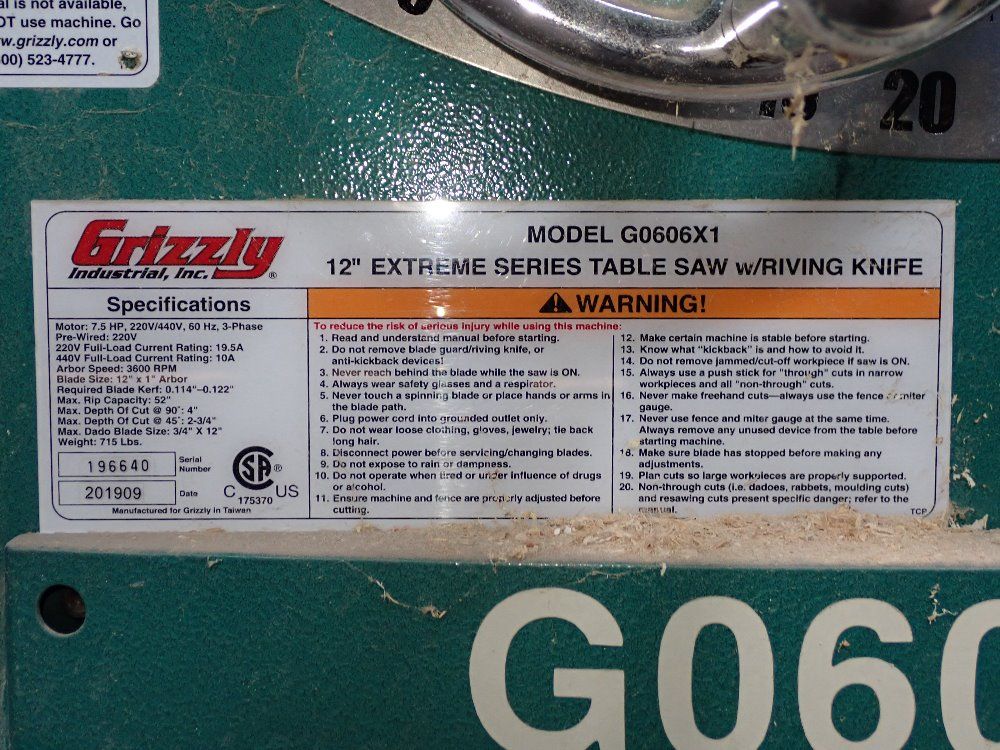 al is not available,
OT use machine. Go
w.grizzly.com or
00) 523-4777.
20
Grizzly®
Industrial, Inc.
MODEL G0606X1
12" EXTREME SERIES TABLE SAW w/RIVING KNIFE
Specifications
Motor: 7.5 HP, 220V/440V, 60 Hz, 3-Phase
Pre-Wired: 220V
220V Full-Load Current Rating: 19.5A
440V Full-Load Current Rating: 10A
Arbor Speed: 3600 RPM
Blade Size: 12" x 1" Arbor
Required Blade Kerf: 0.114"–0.122"
Max. Rip Capacity: 52"
Max. Depth Of Cut @ 90°: 4"
Max. Depth Of Cut @ 45°: 2-3/4"
Max. Dado Blade Size: 3/4" X 12"
Weight: 715 Lbs.
196640 Serial Number
201909 Date
SA®
C US
175370
Manufactured for Grizzly in Taiwan
WARNING!
To reduce the risk of serious injury while using this machine:
1. Read and understand manual before starting.
2. Do not remove blade guard/riving knife, or
anti-kickback devices!
3. Never reach behind the blade while the saw is ON.
4. Always wear safety glasses and a respirator.
5. Never touch a spinning blade or place hands or arms in
the blade path.
6. Plug power cord into grounded outlet only.
7. Do not wear loose clothing, gloves, jewelry; tie back
long hair.
8. Disconnect power before servicing/changing blades.
9. Do not expose to rain or dampness.
10. Do not operate when tired or under influence of drugs
or alcohol.
11. Ensure machine and fence are properly adjusted before
cutting.
12. Make certain machine is stable before starting.
13. Know what "kickback" is and how to avoid it.
14. Do not remove jammed/cut-off workpiece if saw is ON.
15. Always use a push stick for "through" cuts in narrow
workpieces and all "non-through" cuts.
16. Never make freehand cuts—always use the fence or miter
gauge.
17. Never use fence and miter gauge at the same time.
Always remove any unused device from the table before
starting machine.
18. Make sure blade has stopped before making any
adjustments.
19. Plan cuts so large workpieces are properly supported.
20. Non-through cuts (i.e. dadoes, rabbets, moulding cuts)
and resawing cuts present specific danger; refer to the
manual.
TCP
G060